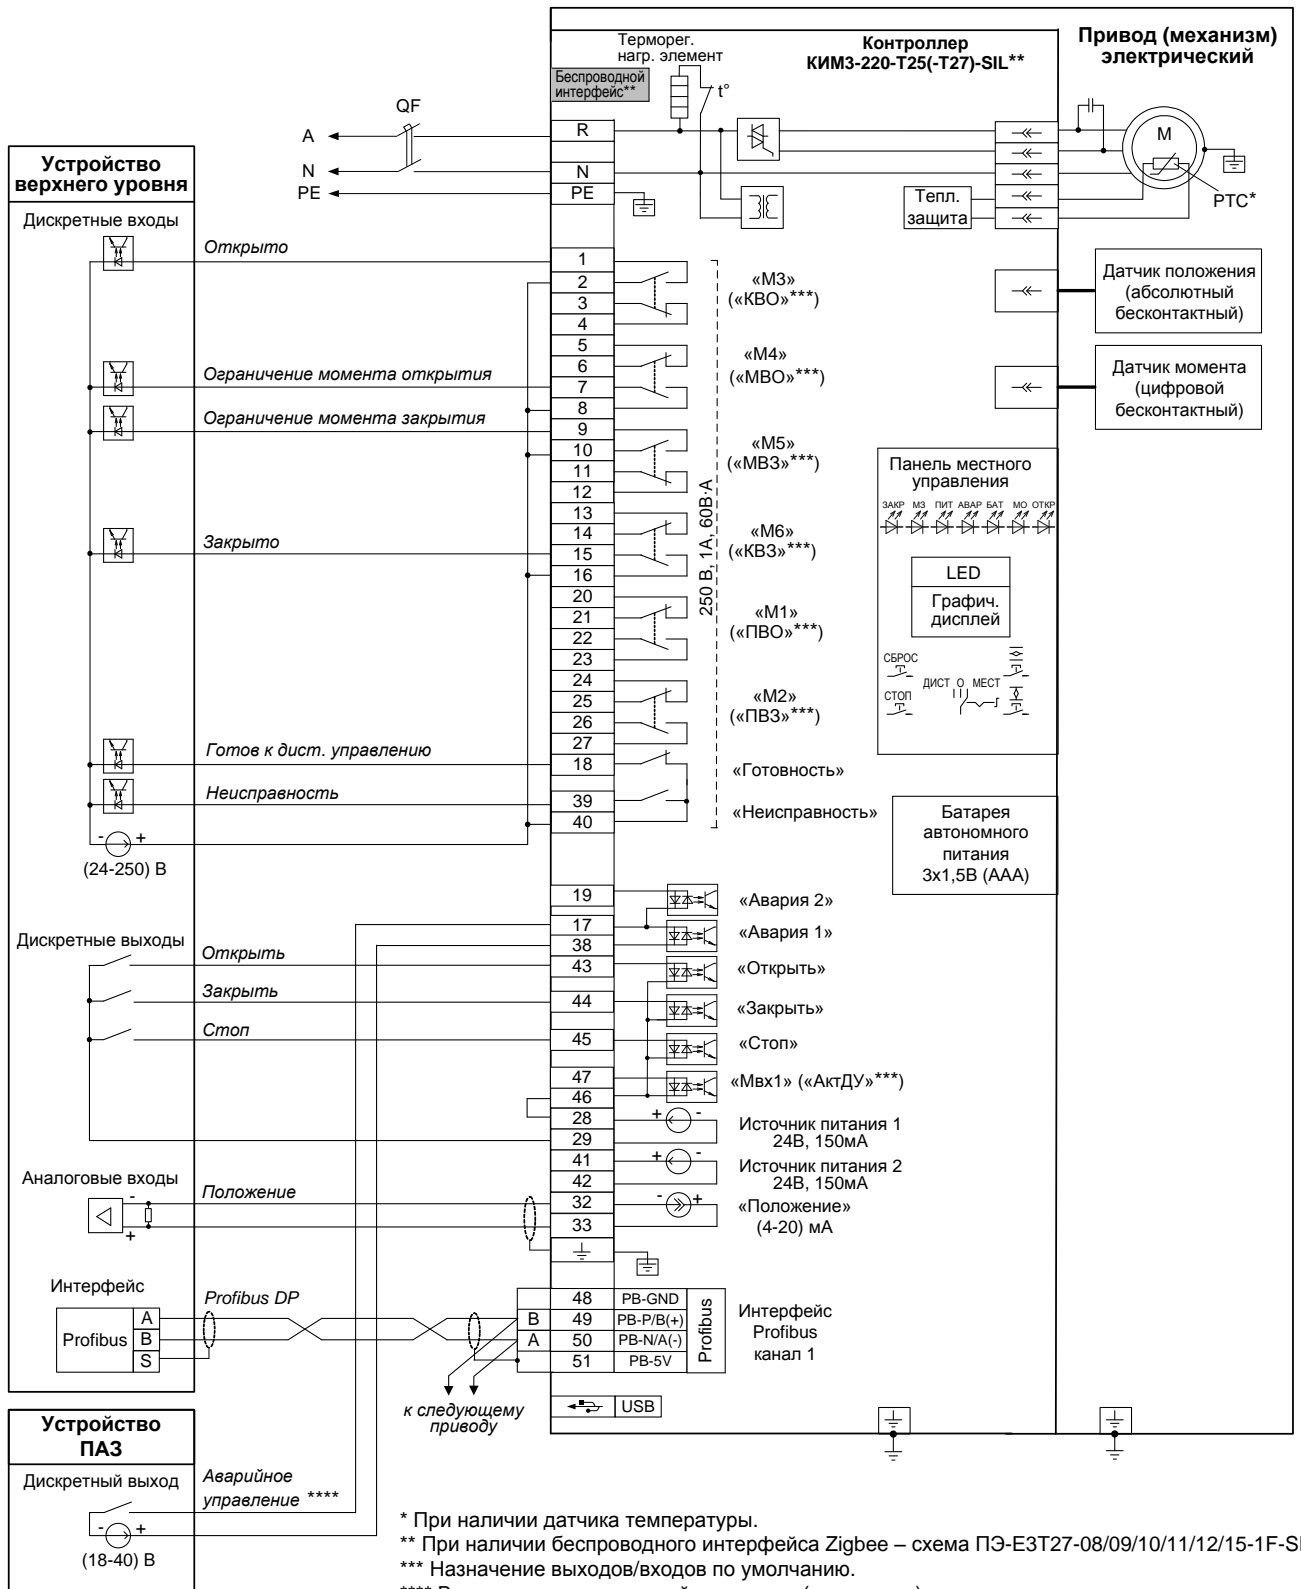 Терморег.
нагр. элемент
Контроллер
КИМ3-220-Т25(-Т27)-SIL**
Привод (механизм)
электрический
Беспроводной
интерфейс**
t°
QF
A
N
PE
R
N
PE
M
PTC*
Тепл.
защита
Устройство
верхнего уровня
Дискретные входы
Открыто
Ограничение момента открытия
Ограничение момента закрытия
Закрыто
Готов к дист. управлению
Неисправность
- +
(24-250) В
1
2
3
4
5
6
7
8
9
10
11
12
13
14
15
16
20
21
22
23
24
25
26
27
18
39
40
«М3»
(«КВО»***)
«М4»
(«МВО»***)
«М5»
(«МВЗ»***)
«М6»
(«КВЗ»***)
«М1»
(«ПВО»***)
«М2»
(«ПВЗ»***)
«Готовность»
«Неисправность»
250 В, 1А, 60В·А
Датчик положения
(абсолютный
бесконтактный)
Датчик момента
(цифровой
бесконтактный)
Панель местного
управления
ЗАКР МЗ ПИТ АВАР БАТ МО ОТКР
LED
Графич.
дисплей
СБРОС
СТОП
ДИСТ О МЕСТ
Батарея
автономного
питания
3х1,5В (ААА)
Дискретные выходы
Открыть
Закрыть
Стоп
19
17
38
43
44
45
47
46
28
29
41
42
32
33
«Авария 2»
«Авария 1»
«Открыть»
«Закрыть»
«Стоп»
«Мвх1» («АктДУ»***)
+ -
Источник питания 1
24В, 150мА
+ -
Источник питания 2
24В, 150мА
- +
«Положение»
(4-20) мА
Аналоговые входы
Положение
-
+
Интерфейс
Profibus
A
B
S
Profibus DP
B
A
48 PB-GND
49 PB-P/B(+)
50 PB-N/A(-)
51 PB-5V
Profibus
Интерфейс
Profibus
канал 1
USB
к следующему
приводу
Устройство
ПАЗ
Дискретный выход
Аварийное
управление ****
- +
(18-40) В
* При наличии датчика температуры.
** При наличии беспроводного интерфейса Zigbee – схема ПЭ-Е3Т27-08/09/10/11/12/15-1F-SI
*** Назначение выходов/входов по умолчанию.
****